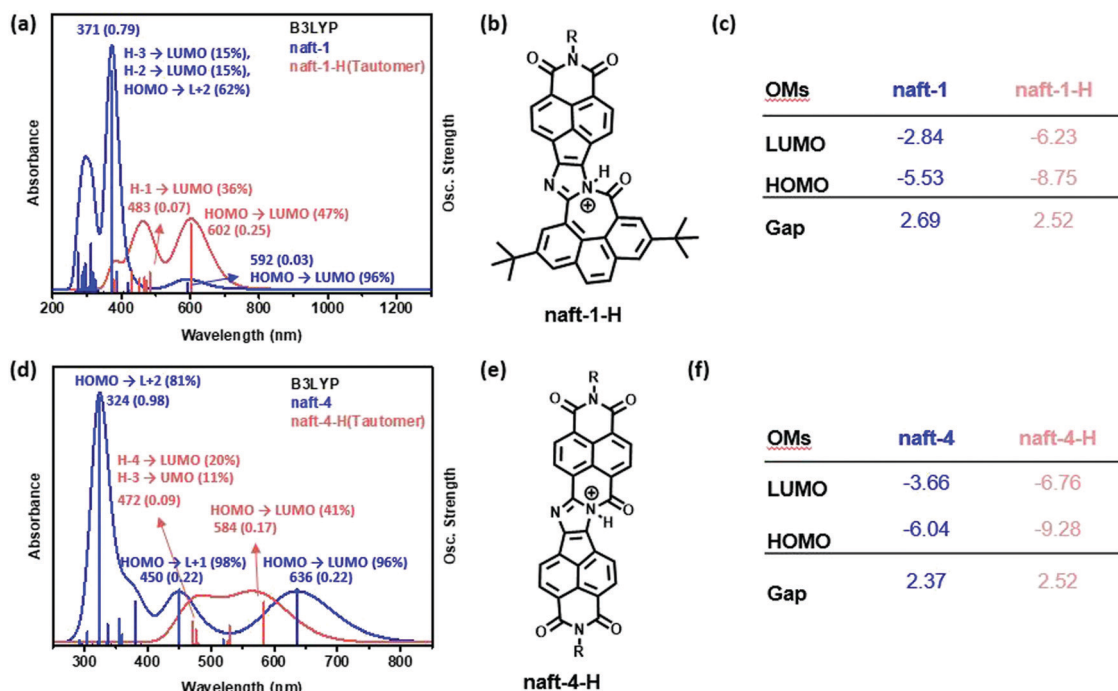 (a)
371 (0.79)
H-3 → LUMO (15%),
H-2 → LUMO (15%),
HOMO → L+2 (62%)
B3LYP
naft-1
naft-1-H(Tautomer)
H-1 → LUMO (36%)
483 (0.07)
HOMO → LUMO (47%)
602 (0.25)
592 (0.03)
HOMO → LUMO (96%)
Absorbance
Osc. Strength
200 400 600 800 1000 1200
Wavelength (nm)
(b)
R
O N O
H
N N O
⊕
naft-1-H
(c)
OMs naft-1 naft-1-H
LUMO -2.84 -6.23
HOMO -5.53 -8.75
Gap 2.69 2.52
(d)
HOMO → L+2 (81%)
324 (0.98)
B3LYP
naft-4
naft-4-H(Tautomer)
H-4 → LUMO (20%)
H-3 → UMO (11%)
472 (0.09)
HOMO → LUMO (41%)
584 (0.17)
HOMO → L+1 (98%)
450 (0.22)
HOMO → LUMO (96%)
636 (0.22)
Absorbance
Osc. Strength
300 400 500 600 700 800
Wavelength (nm)
(e)
R
O N O
⊕ O
N N H
O N O
R
naft-4-H
(f)
OMs naft-4 naft-4-H
LUMO -3.66 -6.76
HOMO -6.04 -9.28
Gap 2.37 2.52